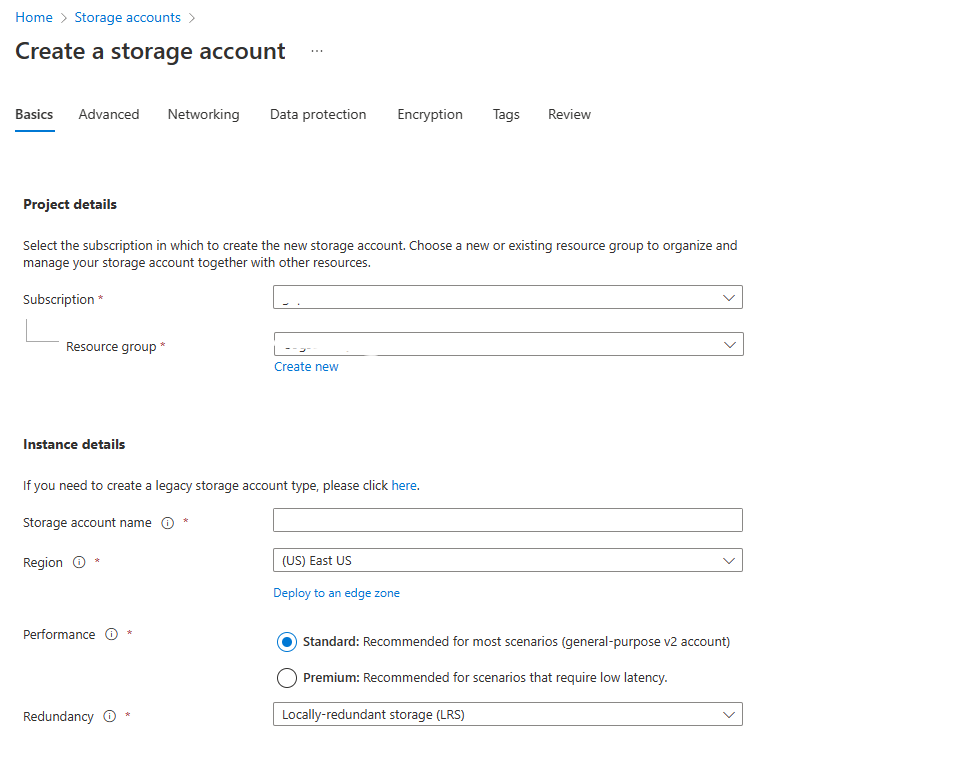 Home > Storage accounts >
Create a storage account ...
Basics Advanced Networking Data protection Encryption Tags Review
Project details
Select the subscription in which to create the new storage account. Choose a new or existing resource group to organize and
manage your storage account together with other resources.
Subscription *
Resource group *
Create new
Instance details
If you need to create a legacy storage account type, please click here.
Storage account name *
Region *
(US) East US
Deploy to an edge zone
Performance *
Standard: Recommended for most scenarios (general-purpose v2 account)
Premium: Recommended for scenarios that require low latency.
Redundancy *
Locally-redundant storage (LRS)